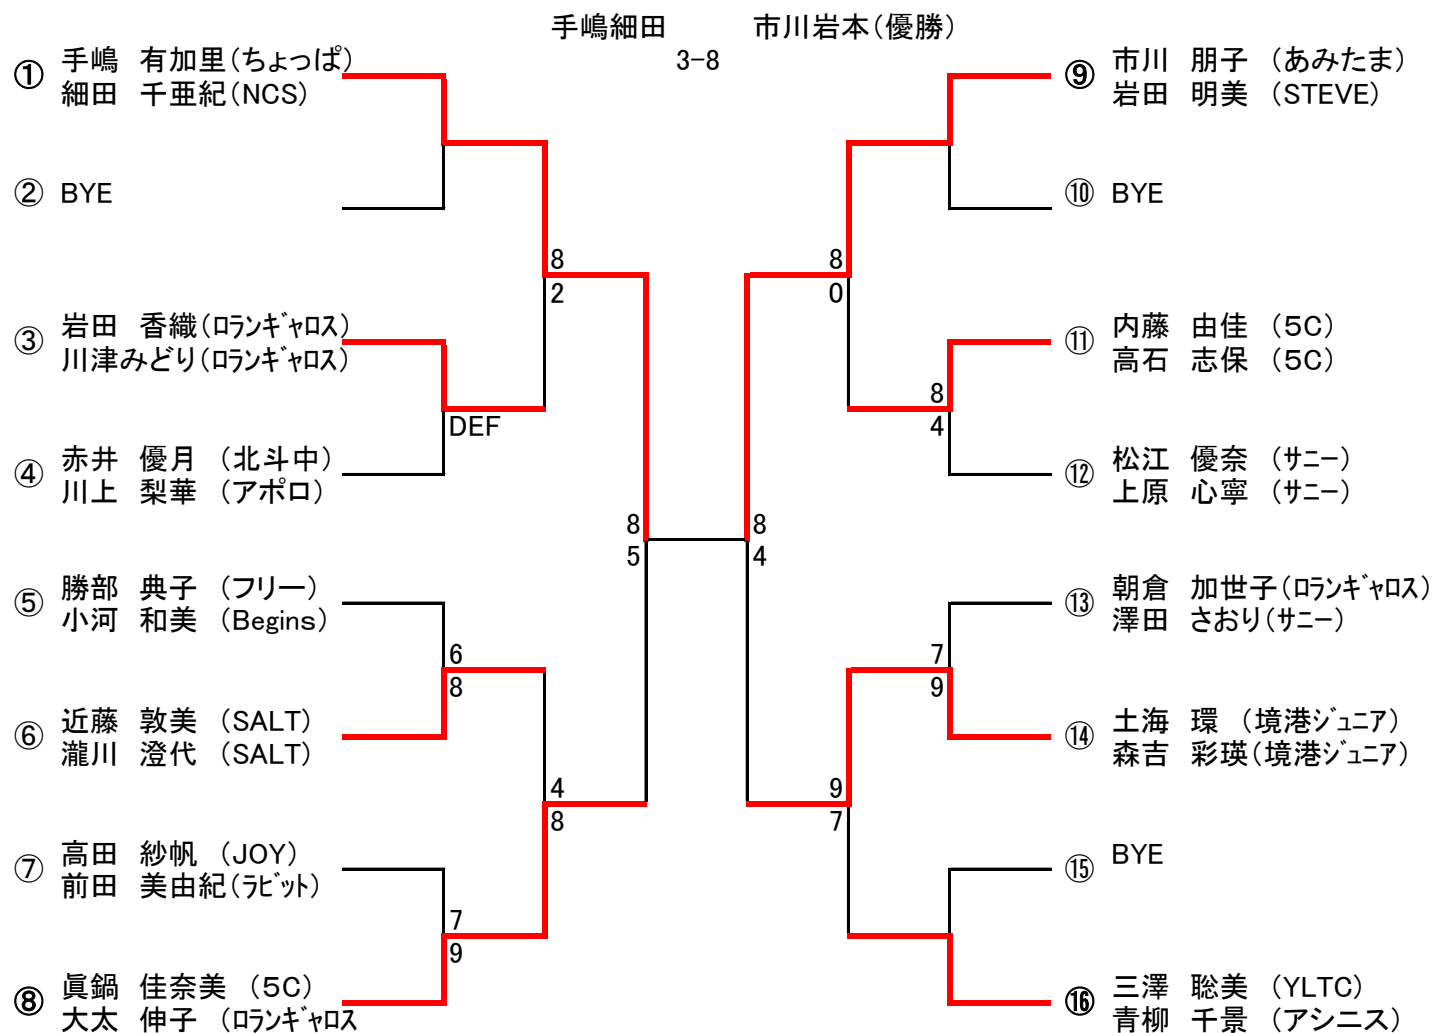 手嶋細田　市川岩本(優勝)
3-8
① 手嶋　有加里(ちょっぱ)
細田　千亜紀(NCS)
② BYE
8
2
③ 岩田　香織(ロランギャロス)
川津みどり(ロランギャロス)
DEF
④ 赤井　優月　(北斗中)
川上　梨華　(アポロ)
8
5
⑤ 勝部　典子　(フリー)
小河　和美　(Begins)
6
8
⑥ 近藤　敦美　(SALT)
瀧川　澄代　(SALT)
4
8
⑦ 高田　紗帆　(JOY)
前田　美由紀(ラビット)
7
9
⑧ 眞鍋　佳奈美　(5C)
大太　伸子　(ロランギャロス
⑨ 市川　朋子　(あみたま)
岩田　明美　(STEVE)
⑩ BYE
8
0
⑪ 内藤　由佳　(5C)
高石　志保　(5C)
8
4
⑫ 松江　優奈　(サニー)
上原　心寧　(サニー)
8
4
⑬ 朝倉　加世子(ロランギャロス)
澤田　さおり(サニー)
7
9
⑭ 土海　環　(境港ジュニア)
森吉　彩瑛(境港ジュニア)
9
7
⑮ BYE
⑯ 三澤　聡美　(YLTC)
青柳　千景　(アシニス)